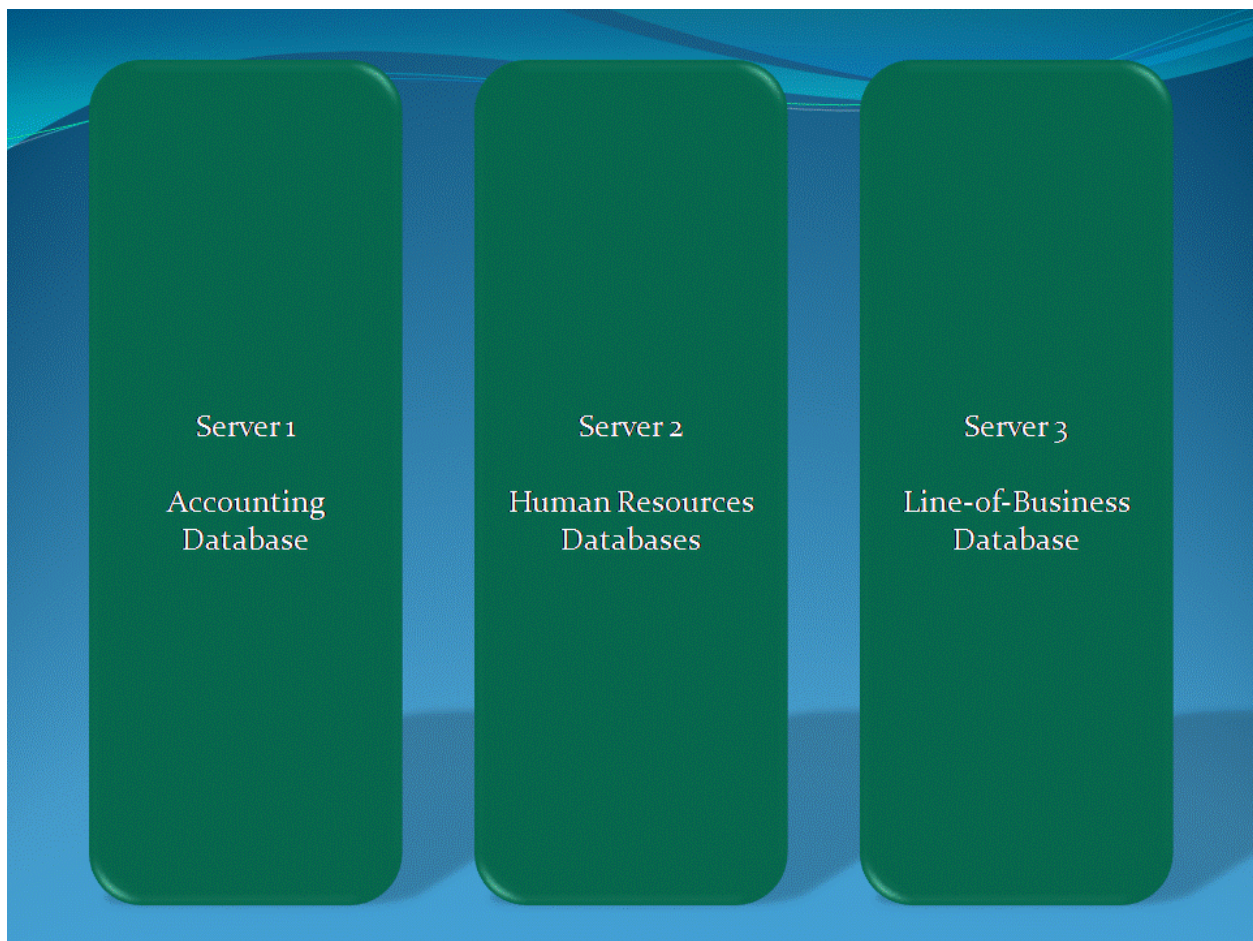 Server 1
Accounting
Database
Server 2
Human Resources
Databases
Server 3
Line-of-Business
Database